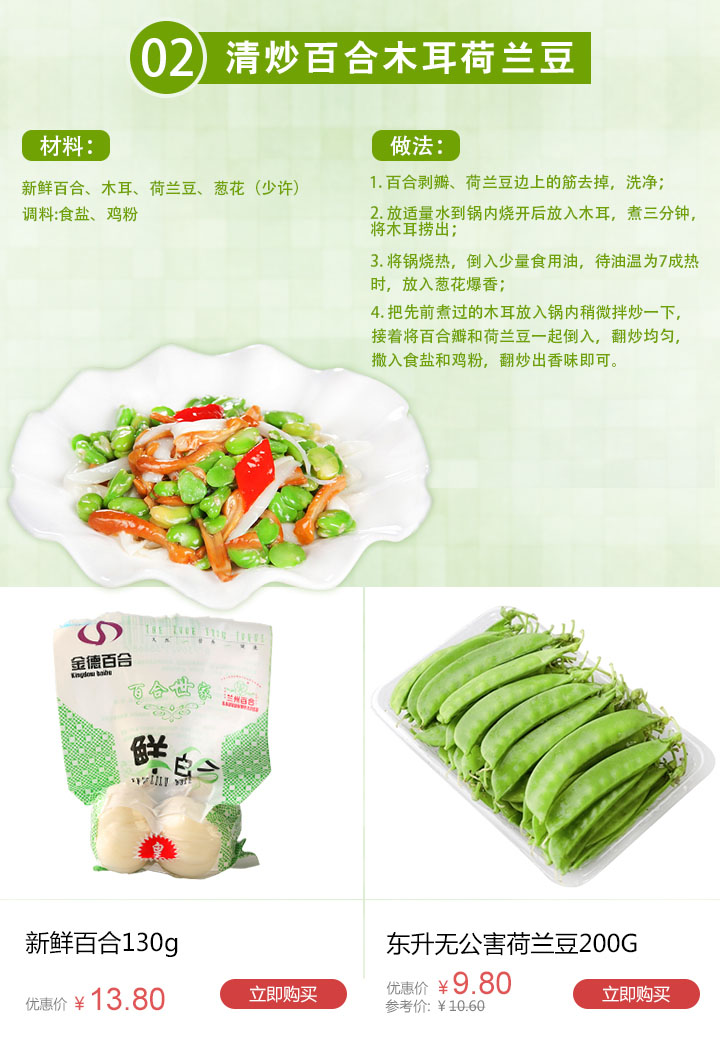 02
清炒百合木耳荷兰豆
材料：
新鲜百合、木耳、荷兰豆、葱花（少许）
调料:食盐、鸡粉
做法：
1. 百合剥瓣、荷兰豆边上的筋去掉，洗净；
2. 放适量水到锅内烧开后放入木耳，煮三分钟，
将木耳捞出；
3. 将锅烧热，倒入少量食用油，待油温为7成热
时，放入葱花爆香；
4. 把先前煮过的木耳放入锅内稍微拌炒一下，
接着将百合瓣和荷兰豆一起倒入，翻炒均匀，
撒入食盐和鸡粉，翻炒出香味即可。
金德百合
Kingdow baihe
百合世家
兰州百合
新鲜百合130g
优惠价 ¥13.80
立即购买
东升无公害荷兰豆200G
优惠价 ¥9.80
参考价: ¥10.60
立即购买